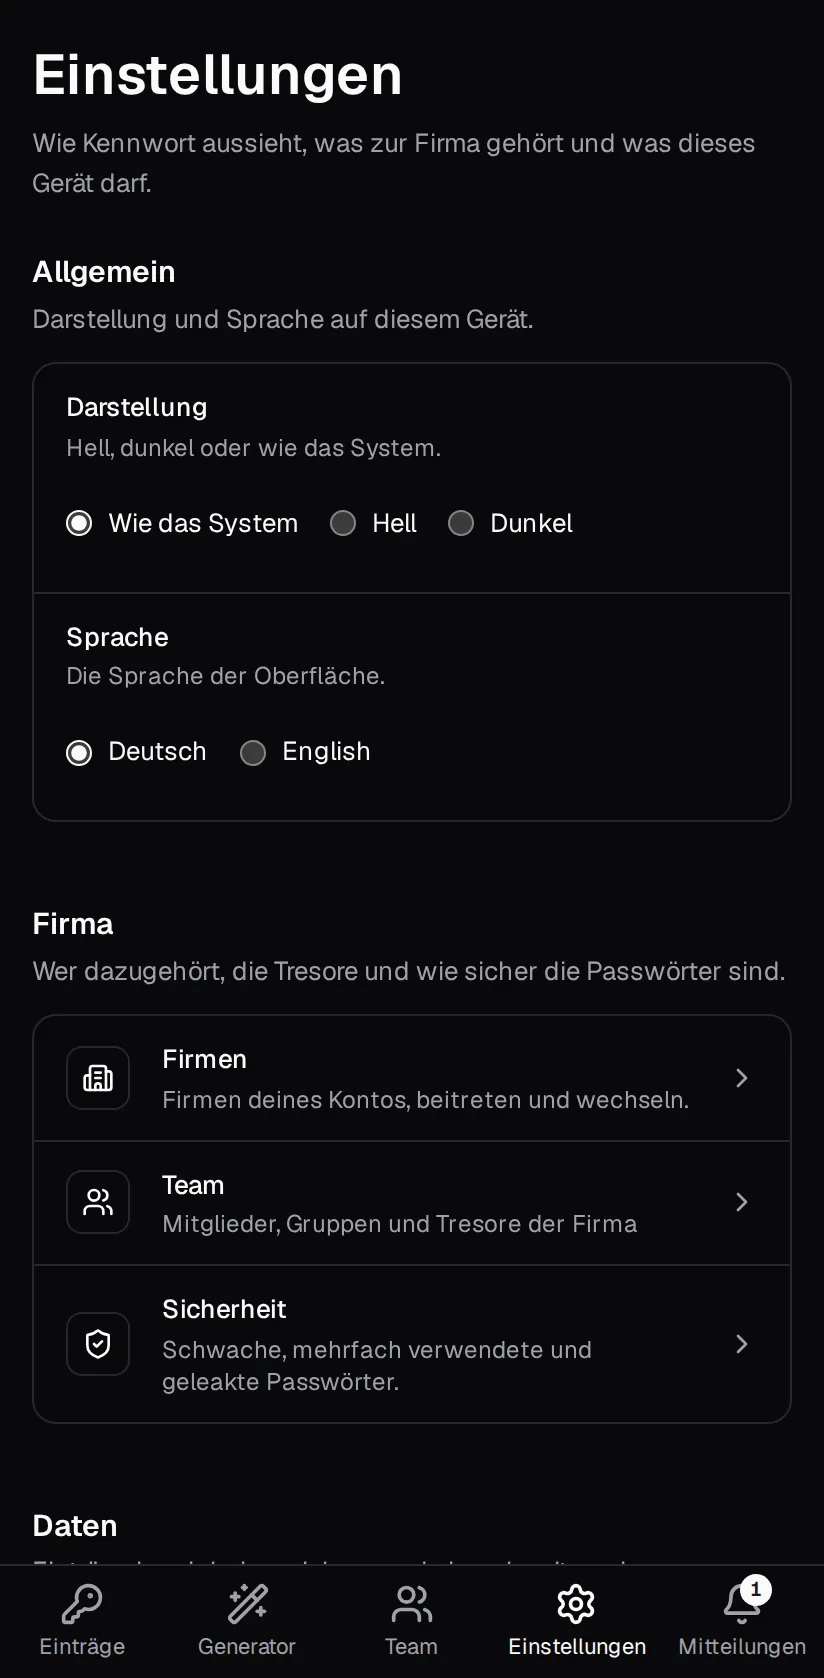 Einstellungen
Wie Kennwort aussieht, was zur Firma gehört und was dieses
Gerät darf.
Allgemein
Darstellung und Sprache auf diesem Gerät.
Darstellung
Hell, dunkel oder wie das System.
Wie das System Hell Dunkel
Sprache
Die Sprache der Oberfläche.
Deutsch English
Firma
Wer dazugehört, die Tresore und wie sicher die Passwörter sind.
Firmen
Firmen deines Kontos, beitreten und wechseln.
Team
Mitglieder, Gruppen und Tresore der Firma
Sicherheit
Schwache, mehrfach verwendete und
geleakte Passwörter.
Daten
1
Einträge Generator Team Einstellungen Mitteilungen